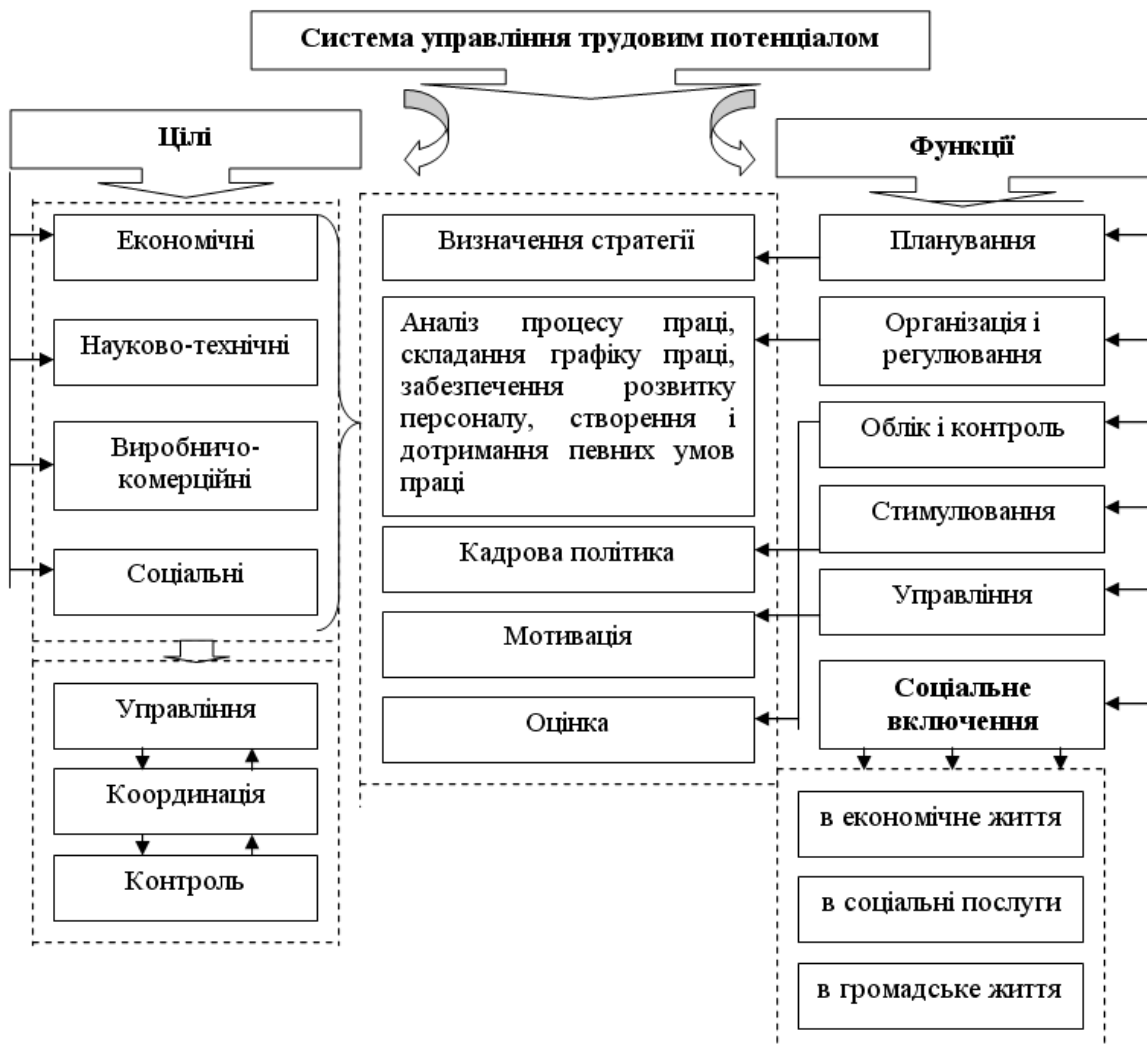 Система управління трудовим потенціалом
Цілі
Економічні
Науково-технічні
Виробничо-
комерційні
Соціальні
Управління
Координація
Контроль
Визначення стратегії
Аналіз процесу праці,
складання графіку праці,
забезпечення розвитку
персоналу, створення і
дотримання певних умов
праці
Кадрова політика
Мотивація
Оцінка
Функції
Планування
Організація і
регулювання
Облік і контроль
Стимулювання
Управління
Соціальне
включення
в економічне життя
в соціальні послуги
в громадське життя